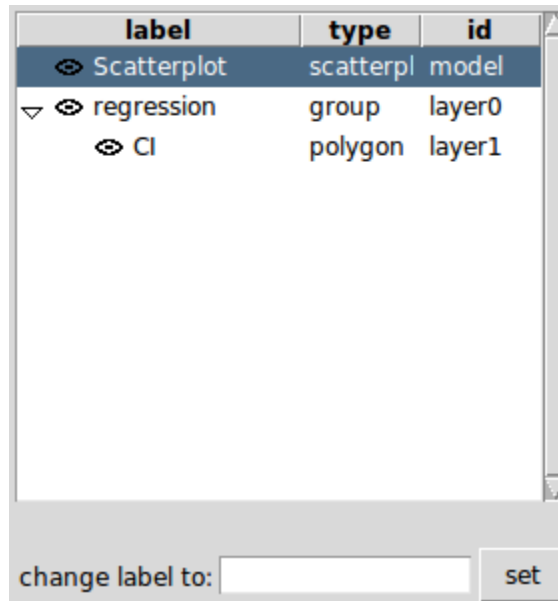 label type id
Scatterplot scatterpl model
regression group layer0
CI polygon layer1
change label to: set